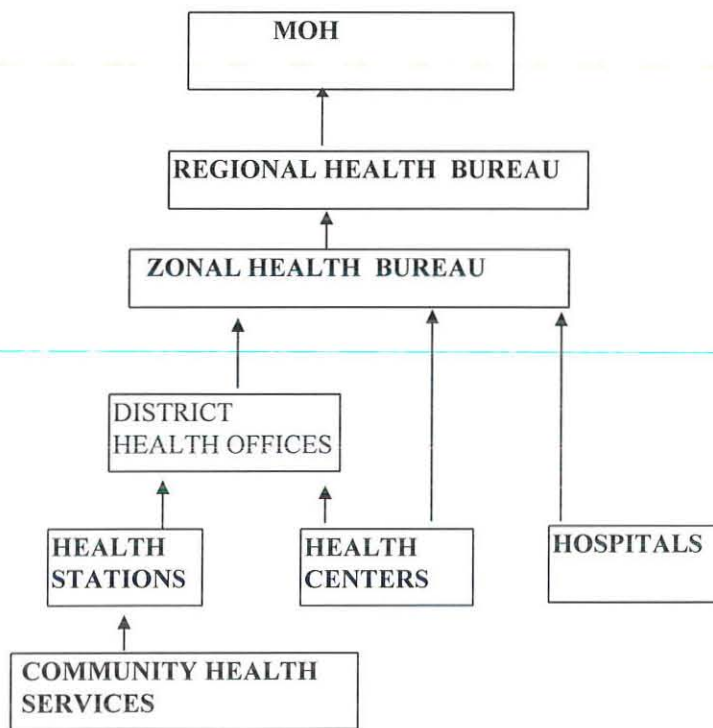 MOH
REGIONAL HEALTH BUREAU
ZONAL HEALTH BUREAU
DISTRICT
HEALTH OFFICES
HEALTH
STATIONS
HEALTH
CENTERS
HOSPITALS
COMMUNITY HEALTH
SERVICES